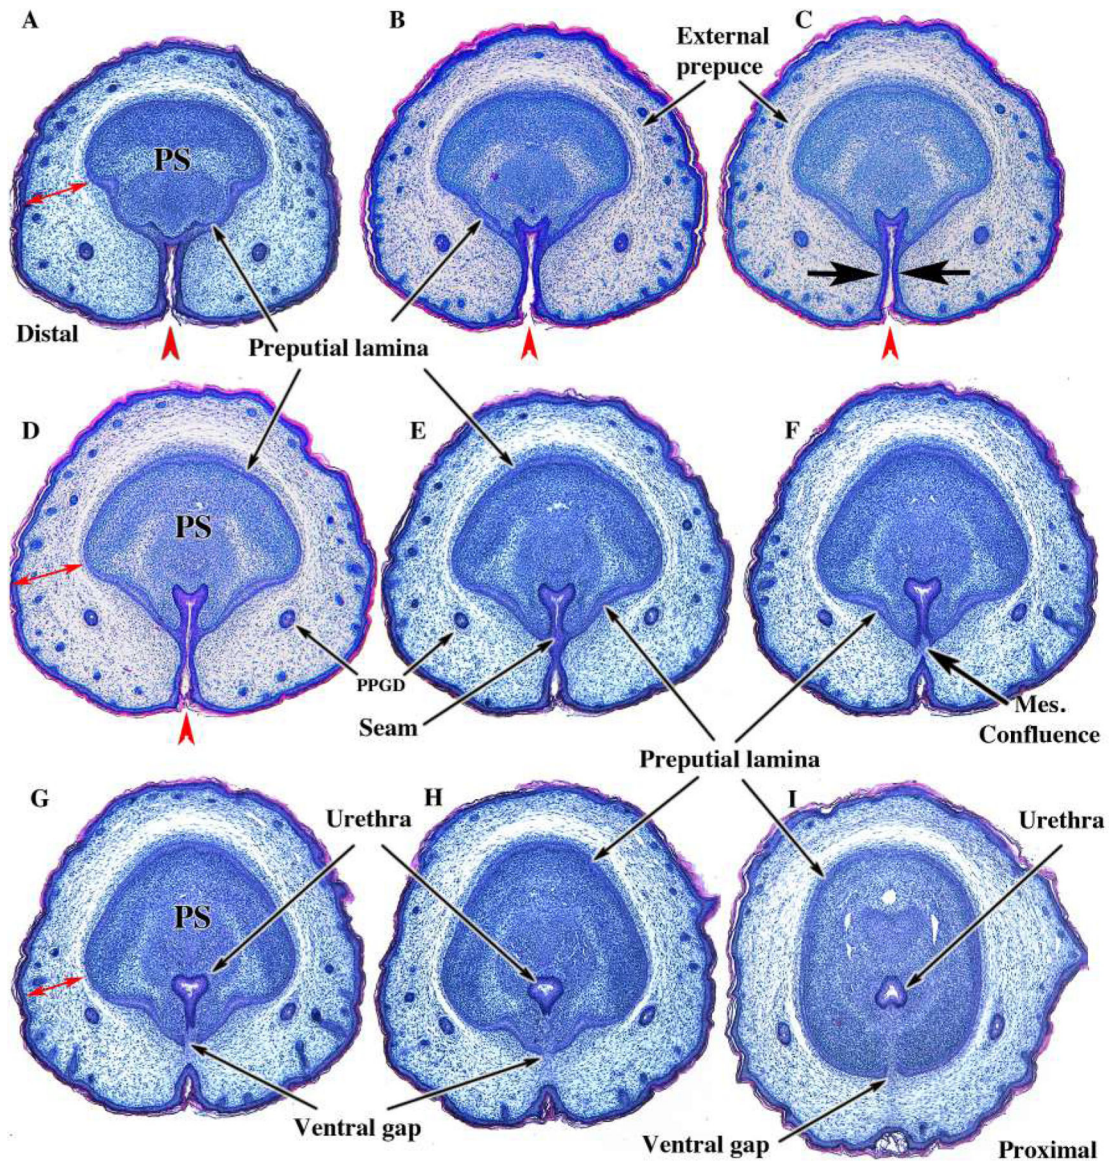 A
B
C
External
prepuce
PS
Distal
Preputial lamina
D
E
F
PS
PPGD
Seam
Mes.
Confluence
Preputial lamina
G
H
I
Urethra
Urethra
PS
Ventral gap
Ventral gap
Proximal